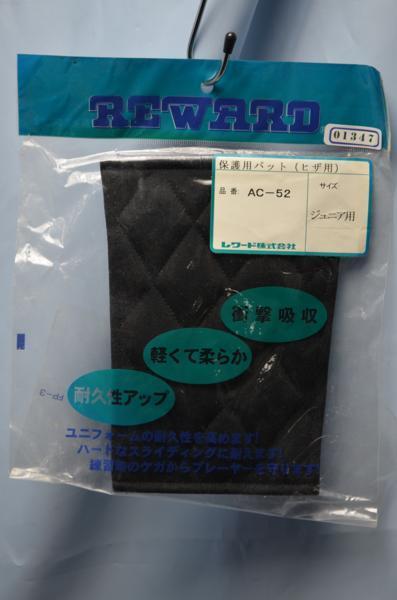 REWARD
01347
保護用パット(ヒザ用)
品番 AC-52
サイズ
ジュニア用
レワード株式会社
衝撃吸収
軽くて柔らか
耐久性アップ
FP-3
ユニフォームの耐久性を高めます!
ハードなスライディングに耐えます!
練習時のケガからプレーヤーを守ります!